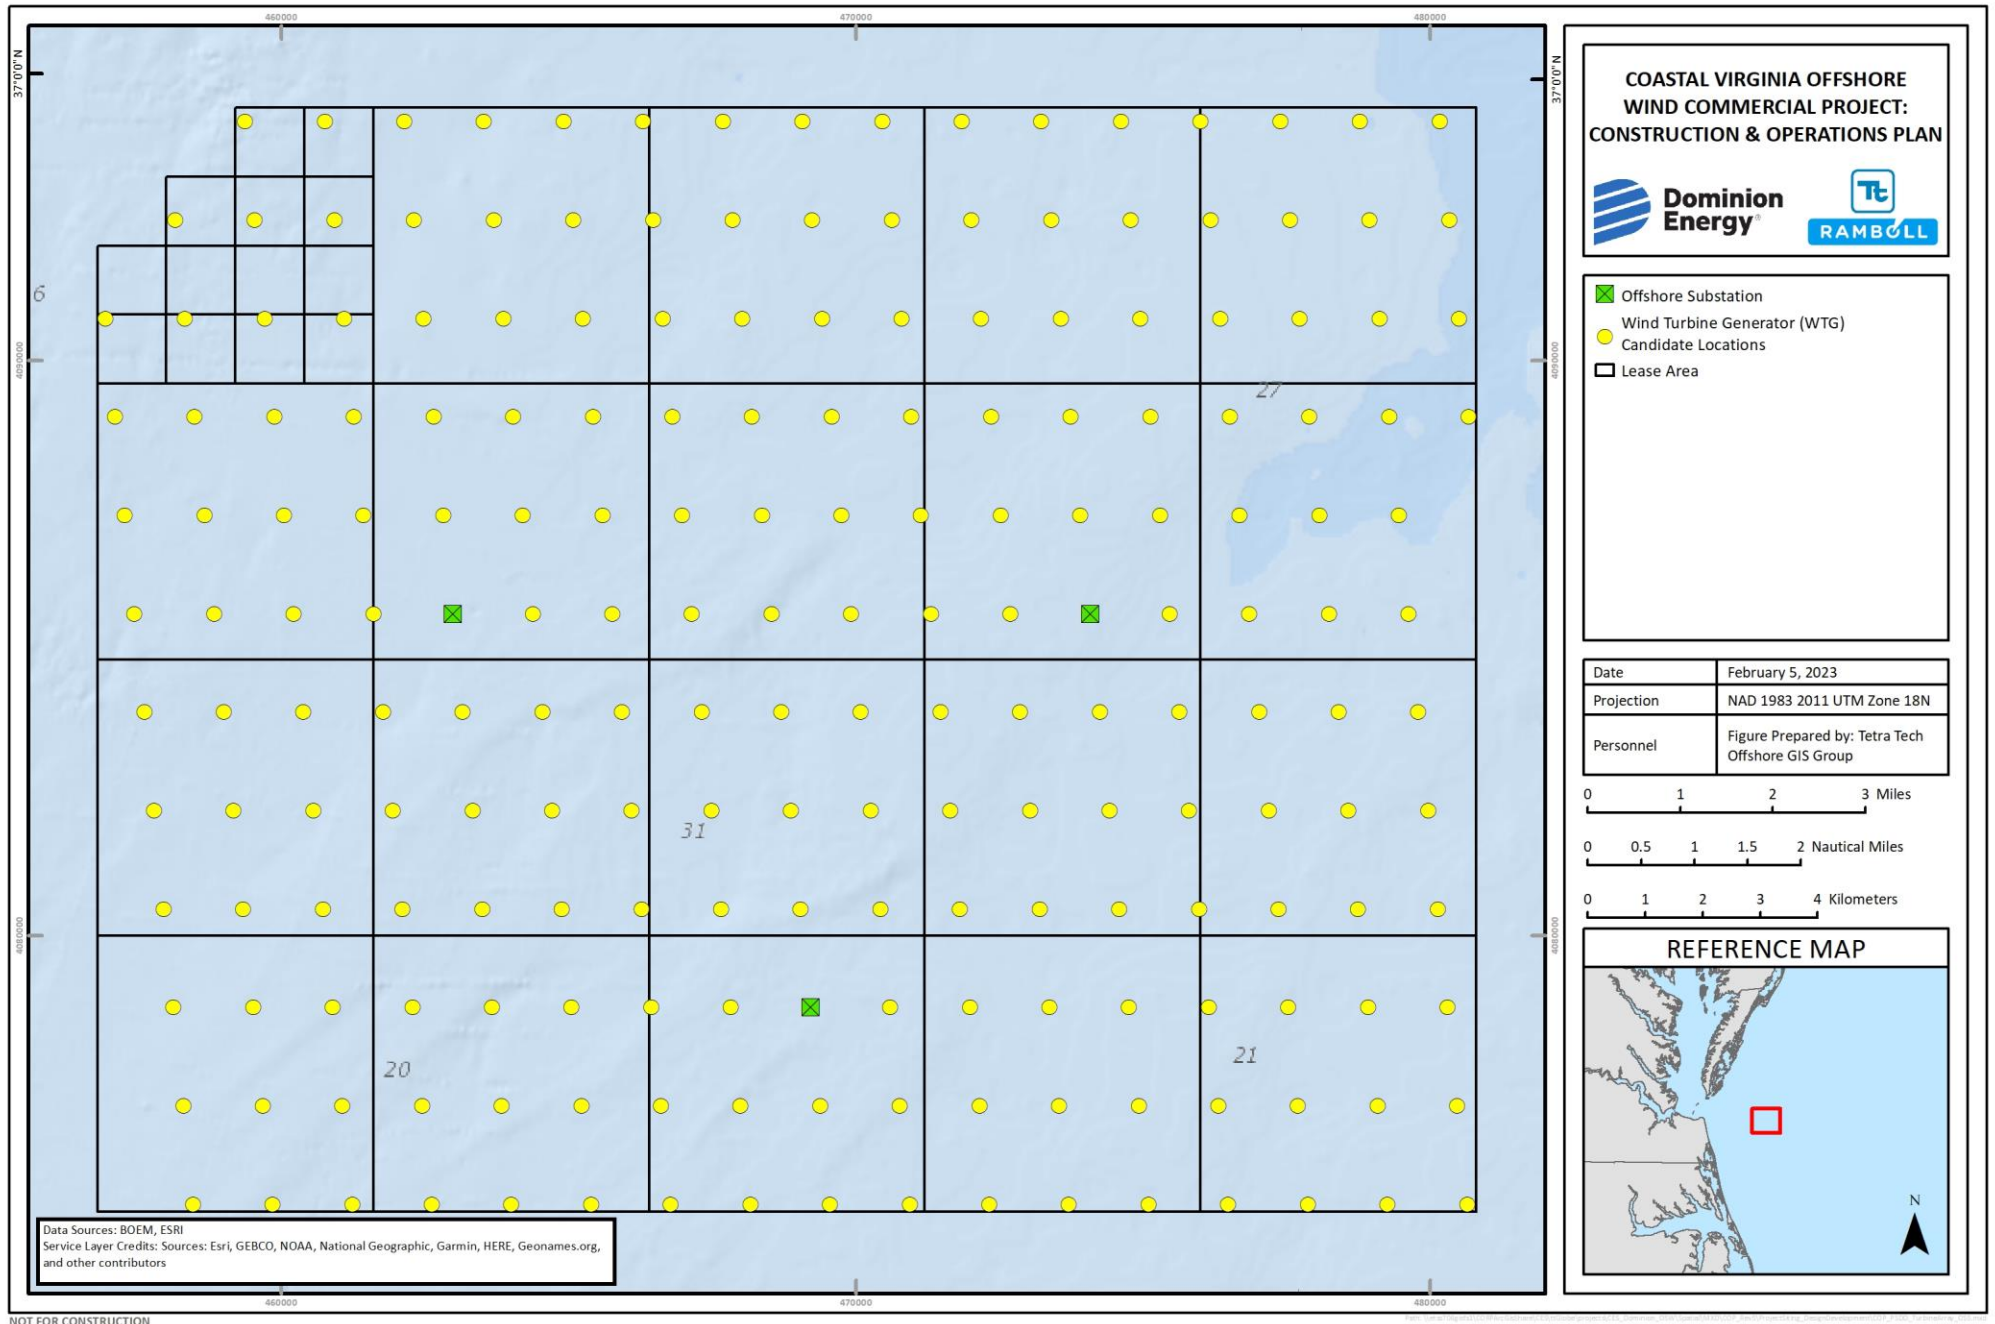 460000
470000
480000
37°0'0"N
37°0'0"N
6
4090000
4090000
27
31
4080000
4080000
20
21
Data Sources: BOEM, ESRI
Service Layer Credits: Sources: Esri, GEBCO, NOAA, National Geographic, Garmin, HERE, Geonames.org,
and other contributors
460000
470000
480000
NOT FOR CONSTRUCTION
COASTAL VIRGINIA OFFSHORE
WIND COMMERCIAL PROJECT:
CONSTRUCTION & OPERATIONS PLAN
Dominion
Energy®
Tt
RAMBOLL
Offshore Substation
Wind Turbine Generator (WTG)
Candidate Locations
Lease Area
Date February 5, 2023
Projection NAD 1983 2011 UTM Zone 18N
Personnel Figure Prepared by: Tetra Tech
Offshore GIS Group
0 1 2 3 Miles
0 0.5 1 1.5 2 Nautical Miles
0 1 2 3 4 Kilometers
REFERENCE MAP
N